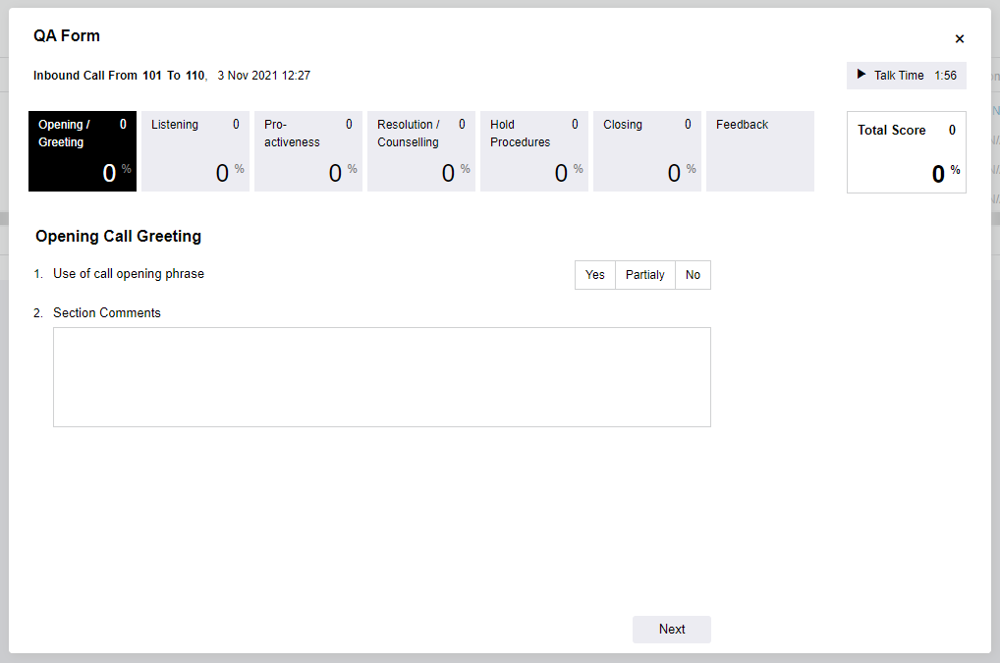 QA Form
×
Inbound Call From 101 To 110, 3 Nov 2021 12:27
Talk Time 1:56
Opening / 0
Greeting
0 %
Listening 0
0 %
Pro- 0
activeness
0 %
Resolution / 0
Counselling
0 %
Hold 0
Procedures
0 %
Closing 0
0 %
Feedback
Total Score 0
0 %
Opening Call Greeting
1. Use of call opening phrase
Yes Partialy No
2. Section Comments
Next